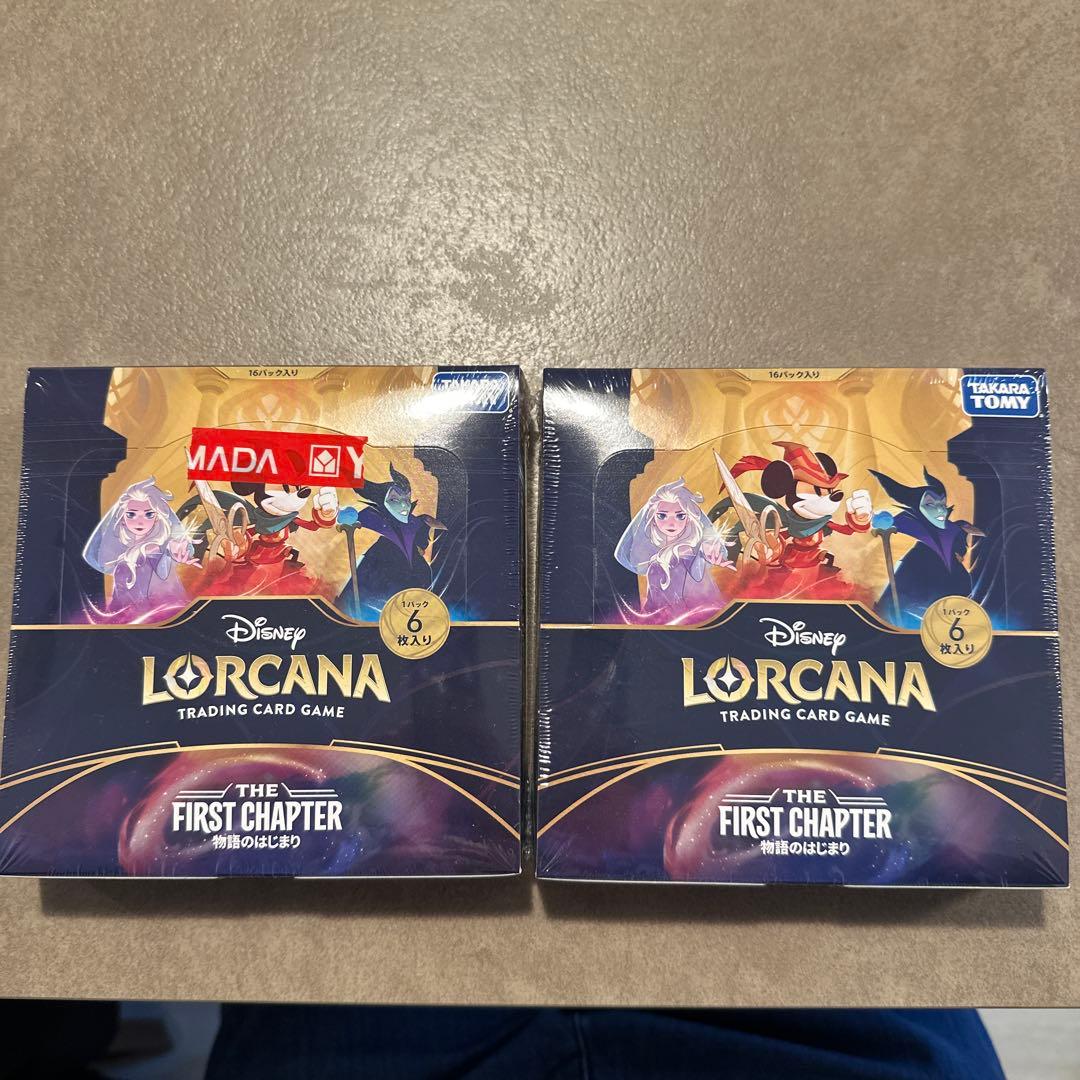 16パック入り
TAKARA
MADA Y
1パック
6
枚入り
Disney
LORCANA
TRADING CARD GAME
THE
FIRST CHAPTER
物語のはじまり
16パック入り
TAKARA
TOMY
1パック
6
枚入り
Disney
LORCANA
TRADING CARD GAME
THE
FIRST CHAPTER
物語のはじまり